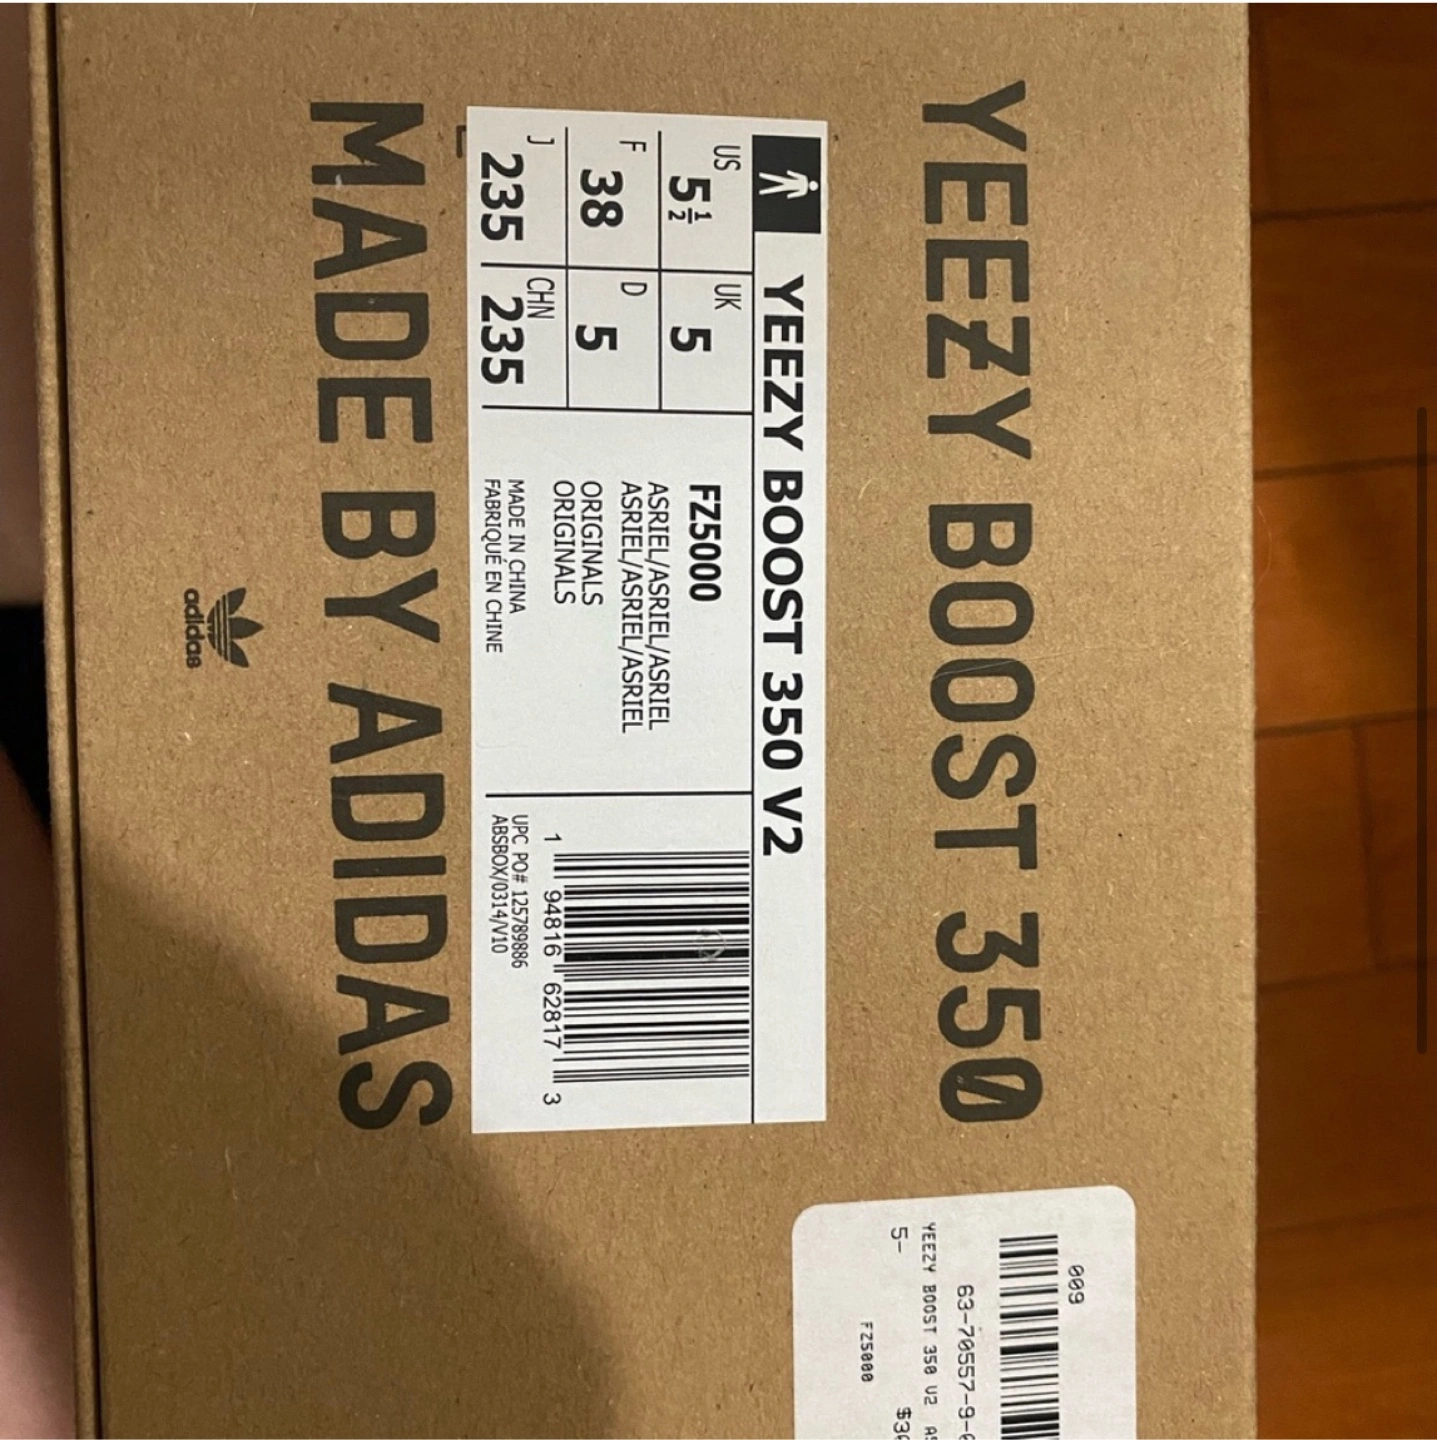 YEEZY BOOST 350
YEEZY BOOST 350 V2
US
5½
UK
5
F
38
D
5
J
235
CHN
235
FZ5000
ASRIEL/ASRIEL/ASRIEL
ASRIEL/ASRIEL/ASRIEL
ORIGINALS
ORIGINALS
MADE IN CHINA
FABRIQUÉ EN CHINE
1 94816 62817 3
UPC PO# 125789886
ABSBOX/0314/V10
MADE BY ADIDAS
adidas
009
63-70557-9-
YEEZY BOOST 350 V2
5-
FZ5000